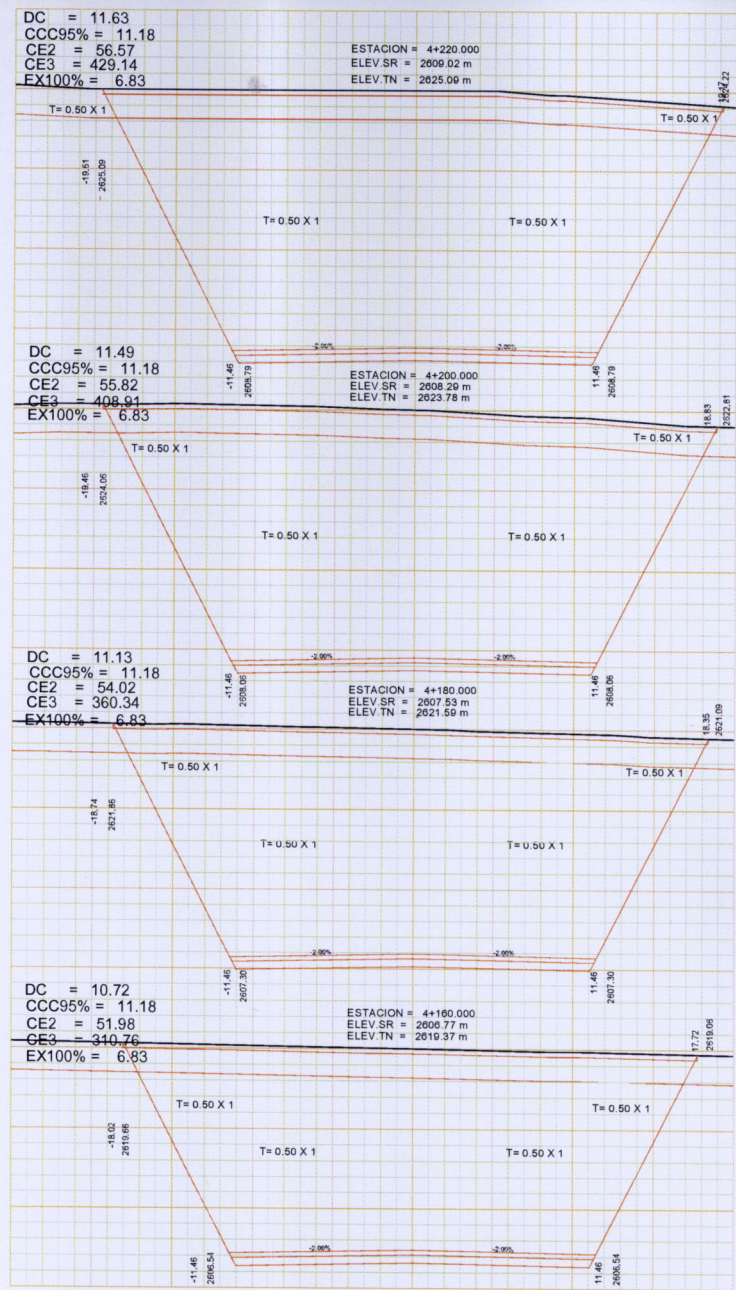 DC = 11.63
CCC95% = 11.18
CE2 = 56.57
CE3 = 429.14
EX100% = 6.83
ESTACION = 4+220.000
ELEV.SR = 2609.02 m
ELEV.TN = 2625.09 m
2624.22
T= 0.50 X 1
T= 0.50 X 1
-19.61
2625.09
T= 0.50 X 1
T= 0.50 X 1
-2.00%
-2.00%
-11.46
2608.79
11.46
2608.79
DC = 11.49
CCC95% = 11.18
CE2 = 55.82
CE3 = 408.91
EX100% = 6.83
ESTACION = 4+200.000
ELEV.SR = 2608.29 m
ELEV.TN = 2623.78 m
18.83
2622.81
T= 0.50 X 1
T= 0.50 X 1
-19.46
2624.06
T= 0.50 X 1
T= 0.50 X 1
-2.00%
-2.00%
-11.46
2608.06
11.46
2608.06
DC = 11.13
CCC95% = 11.18
CE2 = 54.02
CE3 = 360.34
EX100% = 6.83
ESTACION = 4+180.000
ELEV.SR = 2607.53 m
ELEV.TN = 2621.59 m
18.35
2621.09
T= 0.50 X 1
T= 0.50 X 1
-18.74
2621.86
T= 0.50 X 1
T= 0.50 X 1
-2.00%
-2.00%
-11.46
2607.30
11.46
2607.30
DC = 10.72
CCC95% = 11.18
CE2 = 51.98
CE3 = 310.76
EX100% = 6.83
ESTACION = 4+160.000
ELEV.SR = 2606.77 m
ELEV.TN = 2619.37 m
17.72
2619.06
T= 0.50 X 1
T= 0.50 X 1
-18.02
2619.66
T= 0.50 X 1
T= 0.50 X 1
-2.00%
-2.00%
-11.46
2606.54
11.46
2606.54